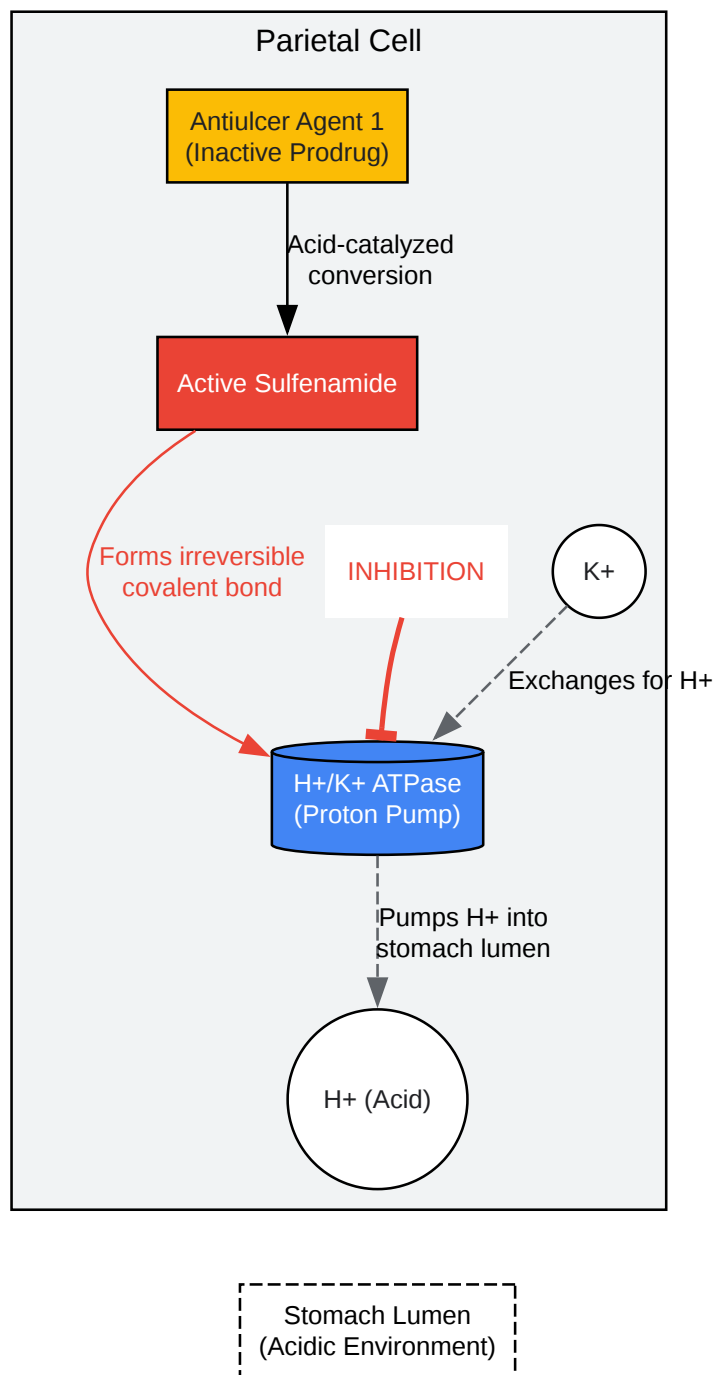 Parietal Cell
Antiulcer Agent 1
(Inactive Prodrug)
Acid-catalyzed
conversion
Active Sulfenamide
Forms irreversible
covalent bond
INHIBITION
K+
Exchanges for H+
H+/K+ ATPase
(Proton Pump)
Pumps H+ into
stomach lumen
H+ (Acid)
Stomach Lumen
(Acidic Environment)